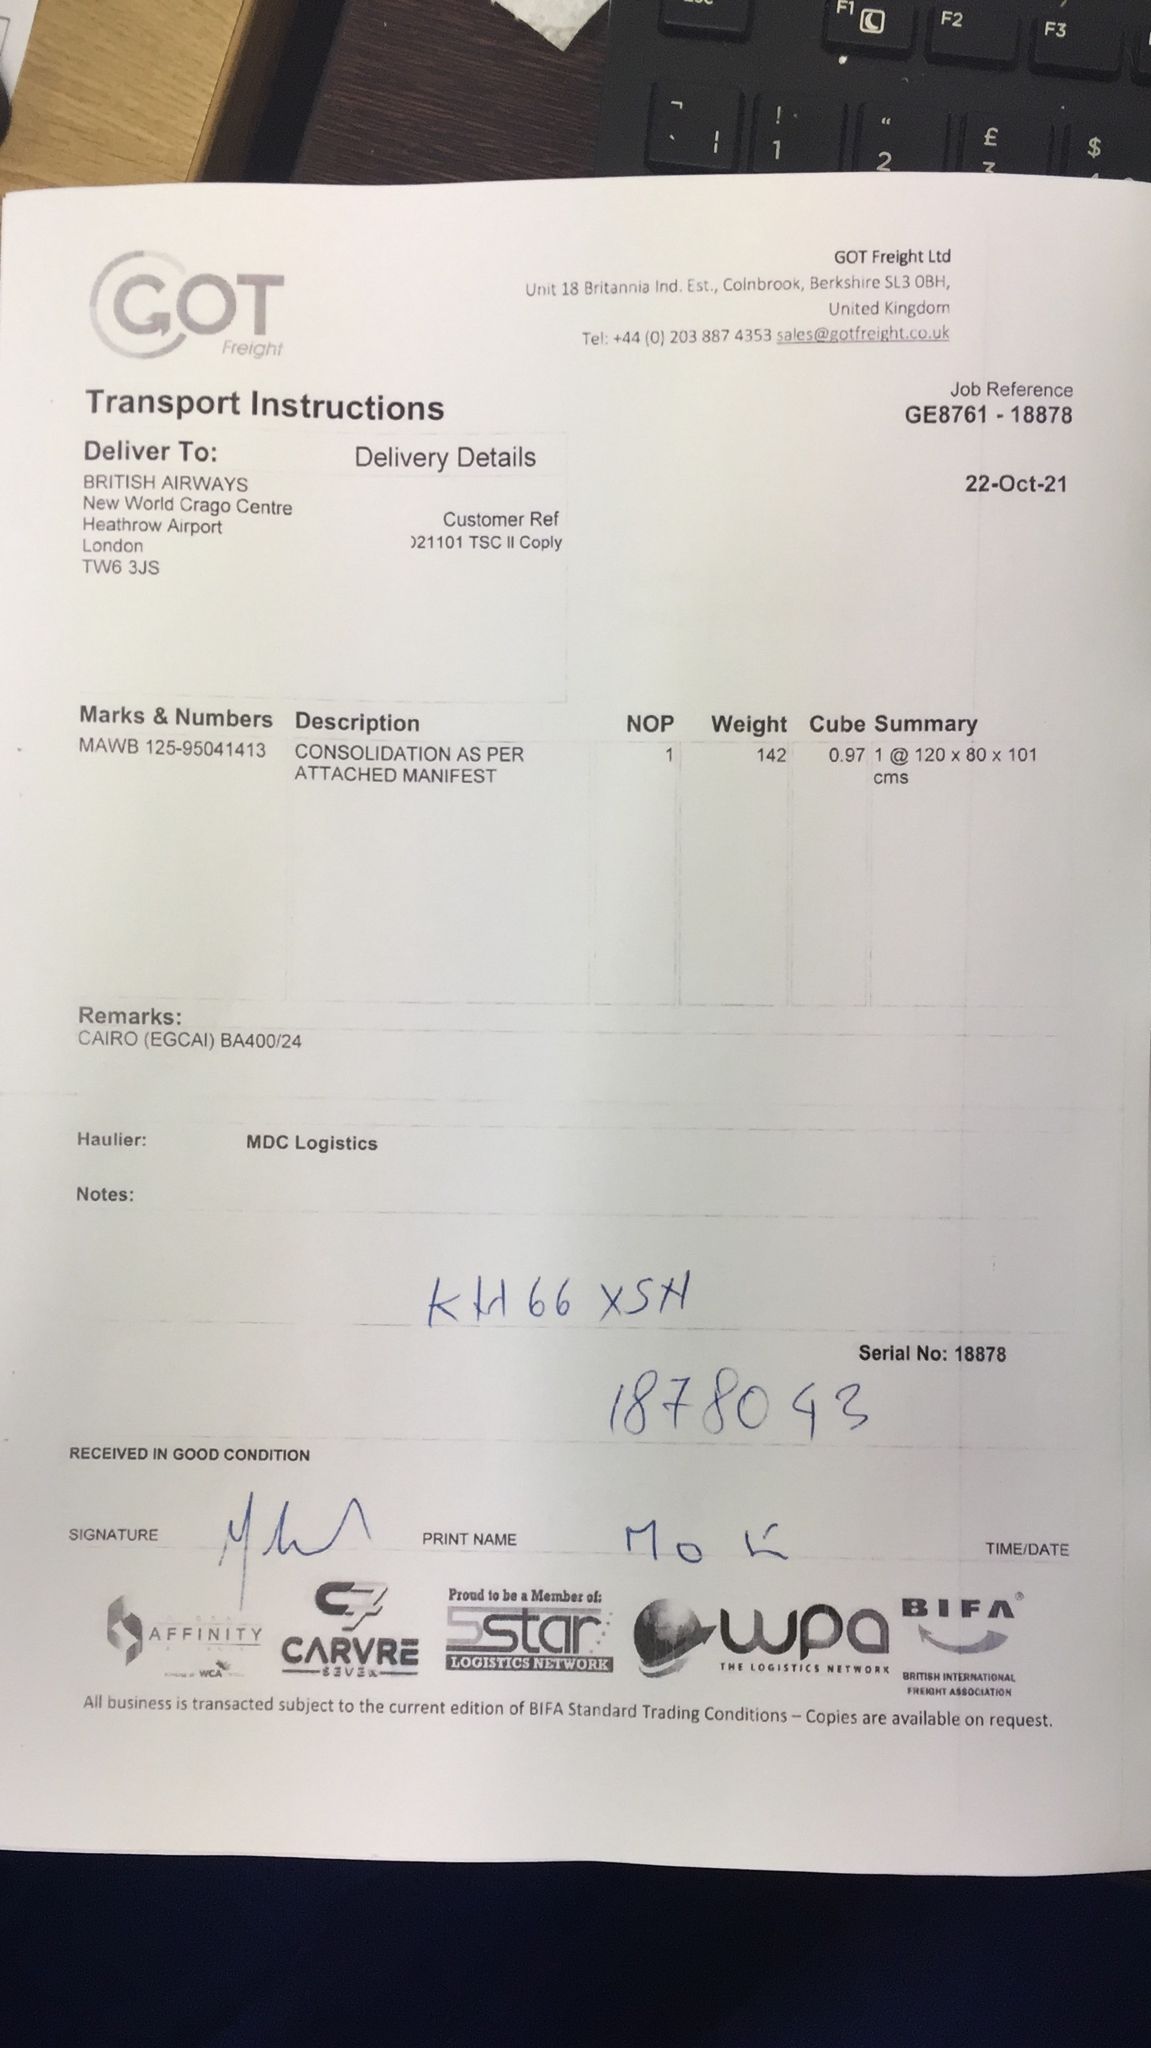 F1
F2
F3
¬
! " £ $
` ¦ 1 2 3
GOT
Freight
GOT Freight Ltd
Unit 18 Britannia Ind. Est., Colnbrook, Berkshire SL3 0BH,
United Kingdom
Tel: +44 (0) 203 887 4353 sales@gotfreight.co.uk
Transport Instructions
Job Reference
GE8761 - 18878
Deliver To:
Delivery Details
22-Oct-21
BRITISH AIRWAYS
New World Crago Centre
Heathrow Airport
London
TW6 3JS
Customer Ref
21101 TSC II Coply
Marks & Numbers Description NOP Weight Cube Summary
MAWB 125-95041413 CONSOLIDATION AS PER 1 142 0.97 1 @ 120 x 80 x 101
ATTACHED MANIFEST cms
Remarks:
CAIRO (EGCAI) BA400/24
Haulier: MDC Logistics
Notes:
KH66 XSH
Serial No: 18878
1878043
RECEIVED IN GOOD CONDITION
SIGNATURE PRINT NAME MO K TIME/DATE
AFFINITY
WCA
CARVRE
SEVEN
Proud to be a Member of:
5star
LOGISTICS NETWORK
wpa
THE LOGISTICS NETWORK
BIFA®
BRITISH INTERNATIONAL
FREIGHT ASSOCIATION
All business is transacted subject to the current edition of BIFA Standard Trading Conditions – Copies are available on request.